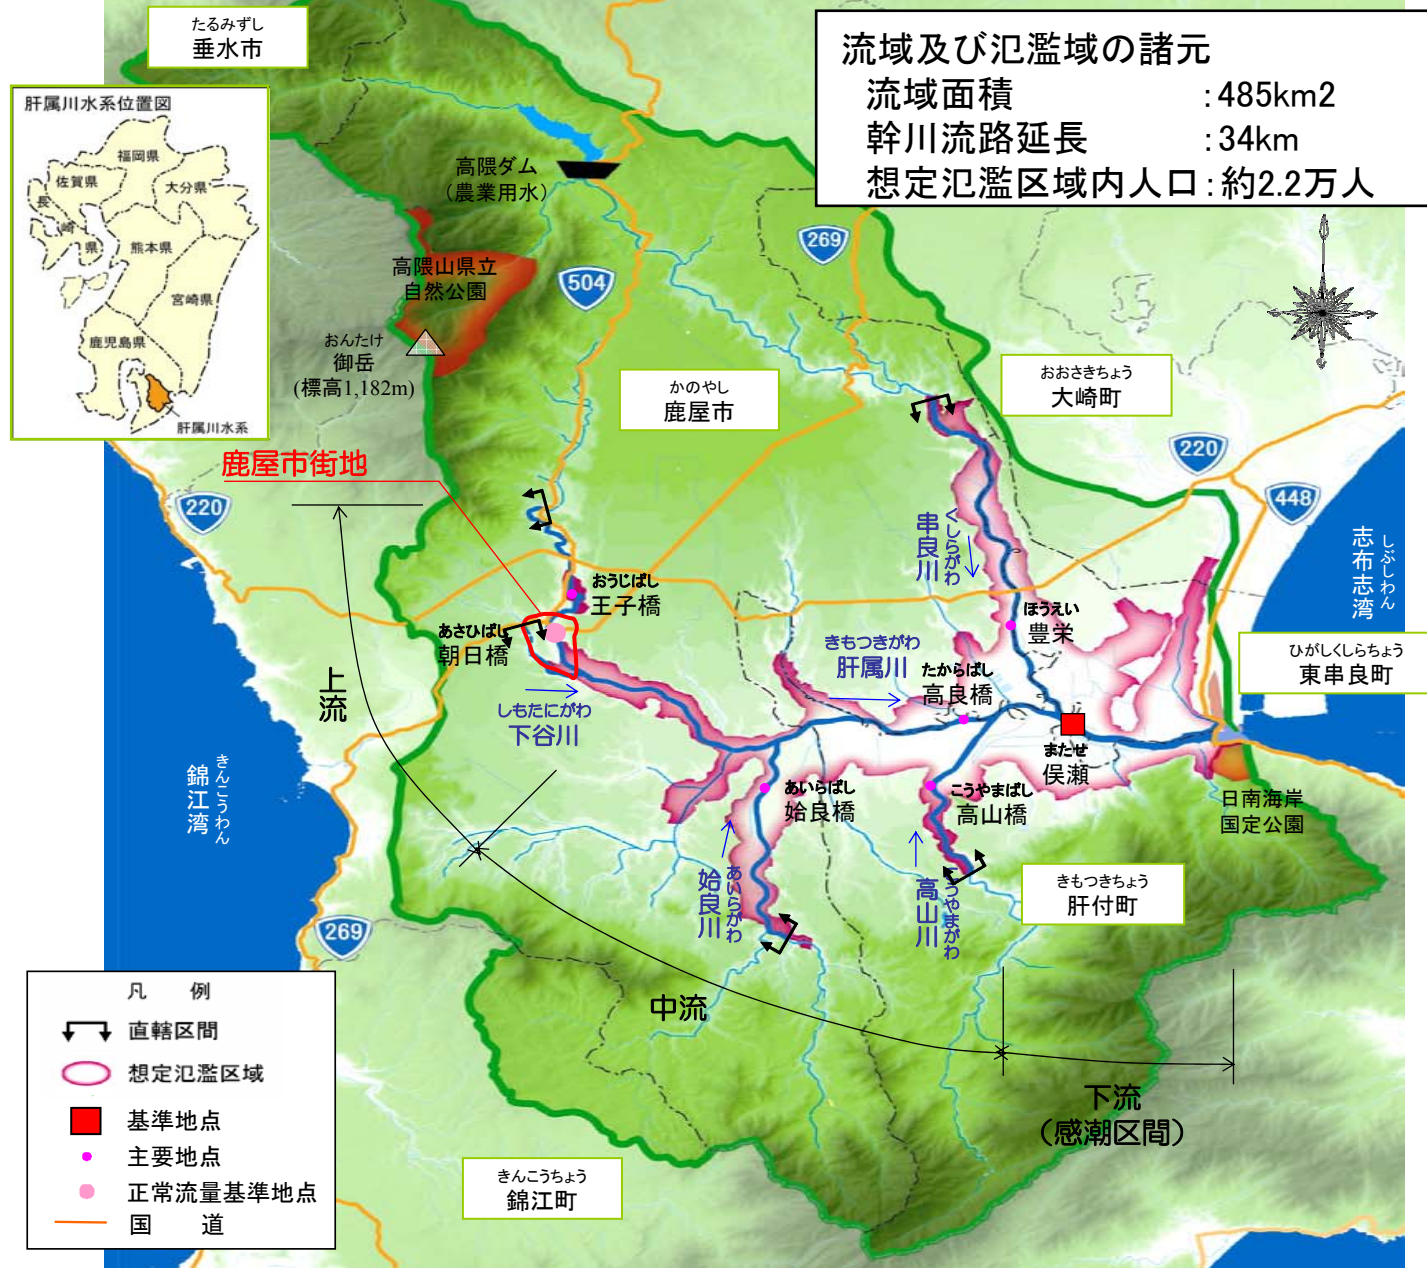 たるみずし
垂水市
流域及び氾濫域の諸元
流域面積 :485km2
幹川流路延長 :34km
想定氾濫区域内人口:約2.2万人
肝属川水系位置図
福岡県
佐賀県
大分県
長
崎
県
熊本県
宮崎県
鹿児島県
肝属川水系
高隈ダム
(農業用水)
269
504
高隈山県立
自然公園
おんたけ
御岳
(標高1,182m)
かのやし
鹿屋市
おおさきちょう
大崎町
鹿屋市街地
220
220
448
しぶしわん
志布志湾
くしらがわ
串良川
おうじばし
王子橋
ほうえい
豊栄
あさひばし
朝日橋
きもつきがわ
肝属川
たからばし
高良橋
ひがしくしらちょう
東串良町
上流
しもたにがわ
下谷川
またせ
俣瀬
きんこうわん
錦江湾
あいらばし
姶良橋
こうやまばし
高山橋
日南海岸
国定公園
あいらがわ
姶良川
うやまがわ
高山川
きもつきちょう
肝付町
269
中流
下流
(感潮区間)
凡 例
直轄区間
想定氾濫区域
基準地点
主要地点
正常流量基準地点
国 道
きんこうちょう
錦江町